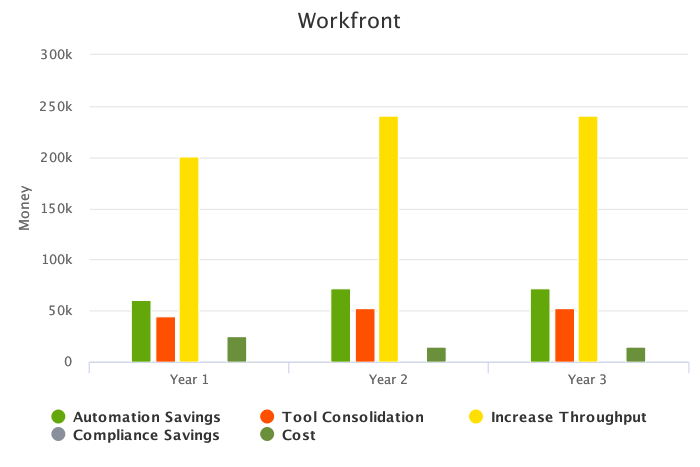 Workfront
300k
250k
200k
150k
100k
50k
0
Money
Year 1 Year 2 Year 3
Automation Savings Tool Consolidation Increase Throughput
Compliance Savings Cost